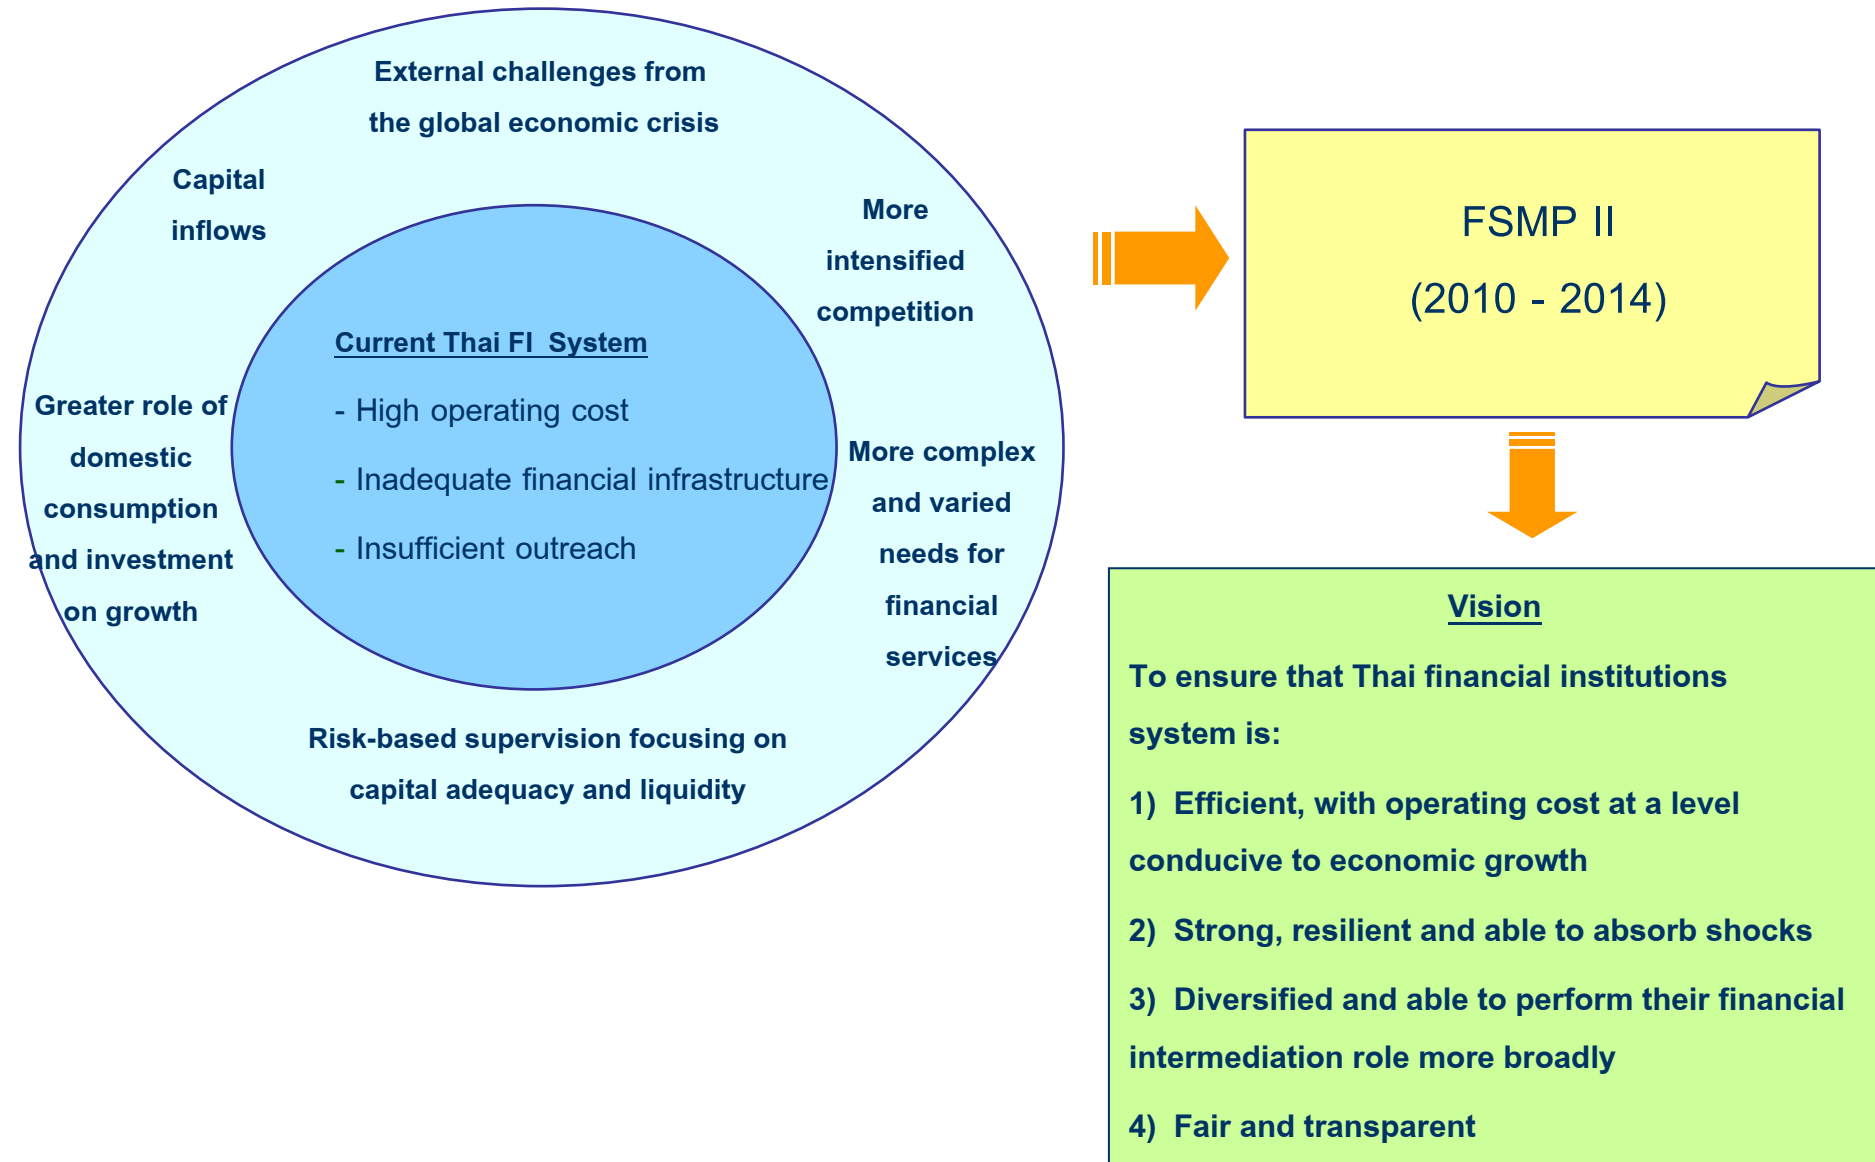 External challenges from
the global economic crisis
Capital
inflows
More
intensified
competition
Current Thai FI System
- High operating cost
- Inadequate financial infrastructure
- Insufficient outreach
Greater role of
domestic
consumption
and investment
on growth
More complex
and varied
needs for
financial
services
Risk-based supervision focusing on
capital adequacy and liquidity
FSMP II
(2010 - 2014)
Vision
To ensure that Thai financial institutions
system is:
1) Efficient, with operating cost at a level
conducive to economic growth
2) Strong, resilient and able to absorb shocks
3) Diversified and able to perform their financial
intermediation role more broadly
4) Fair and transparent